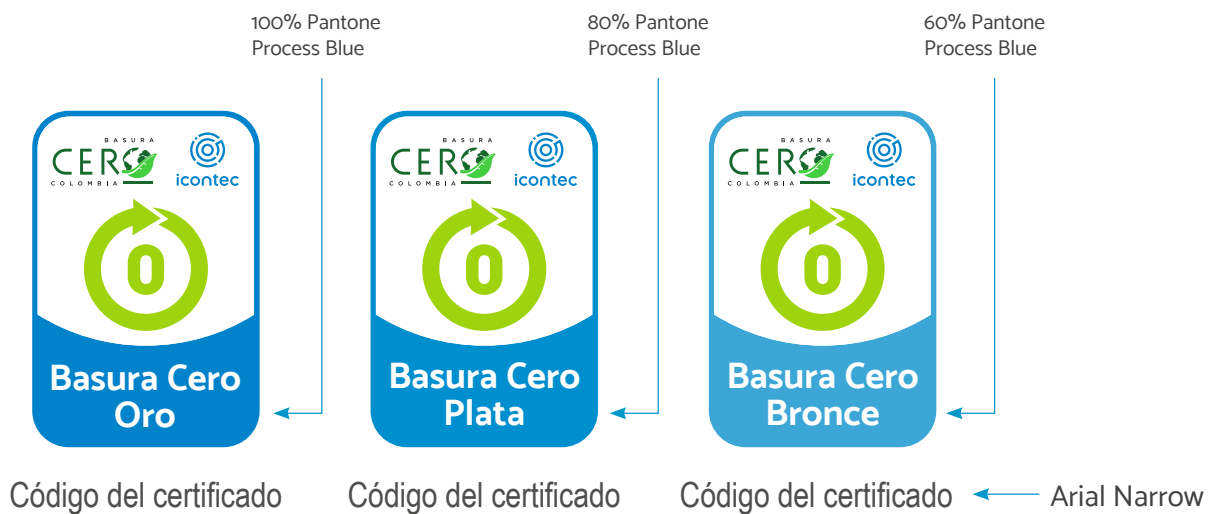 100% Pantone
Process Blue
80% Pantone
Process Blue
60% Pantone
Process Blue
BASURA
CERO
COLOMBIA
icontec
0
Basura Cero
Oro
BASURA
CERO
COLOMBIA
icontec
0
Basura Cero
Plata
BASURA
CERO
COLOMBIA
icontec
0
Basura Cero
Bronce
Código del certificado
Código del certificado
Código del certificado
Arial Narrow